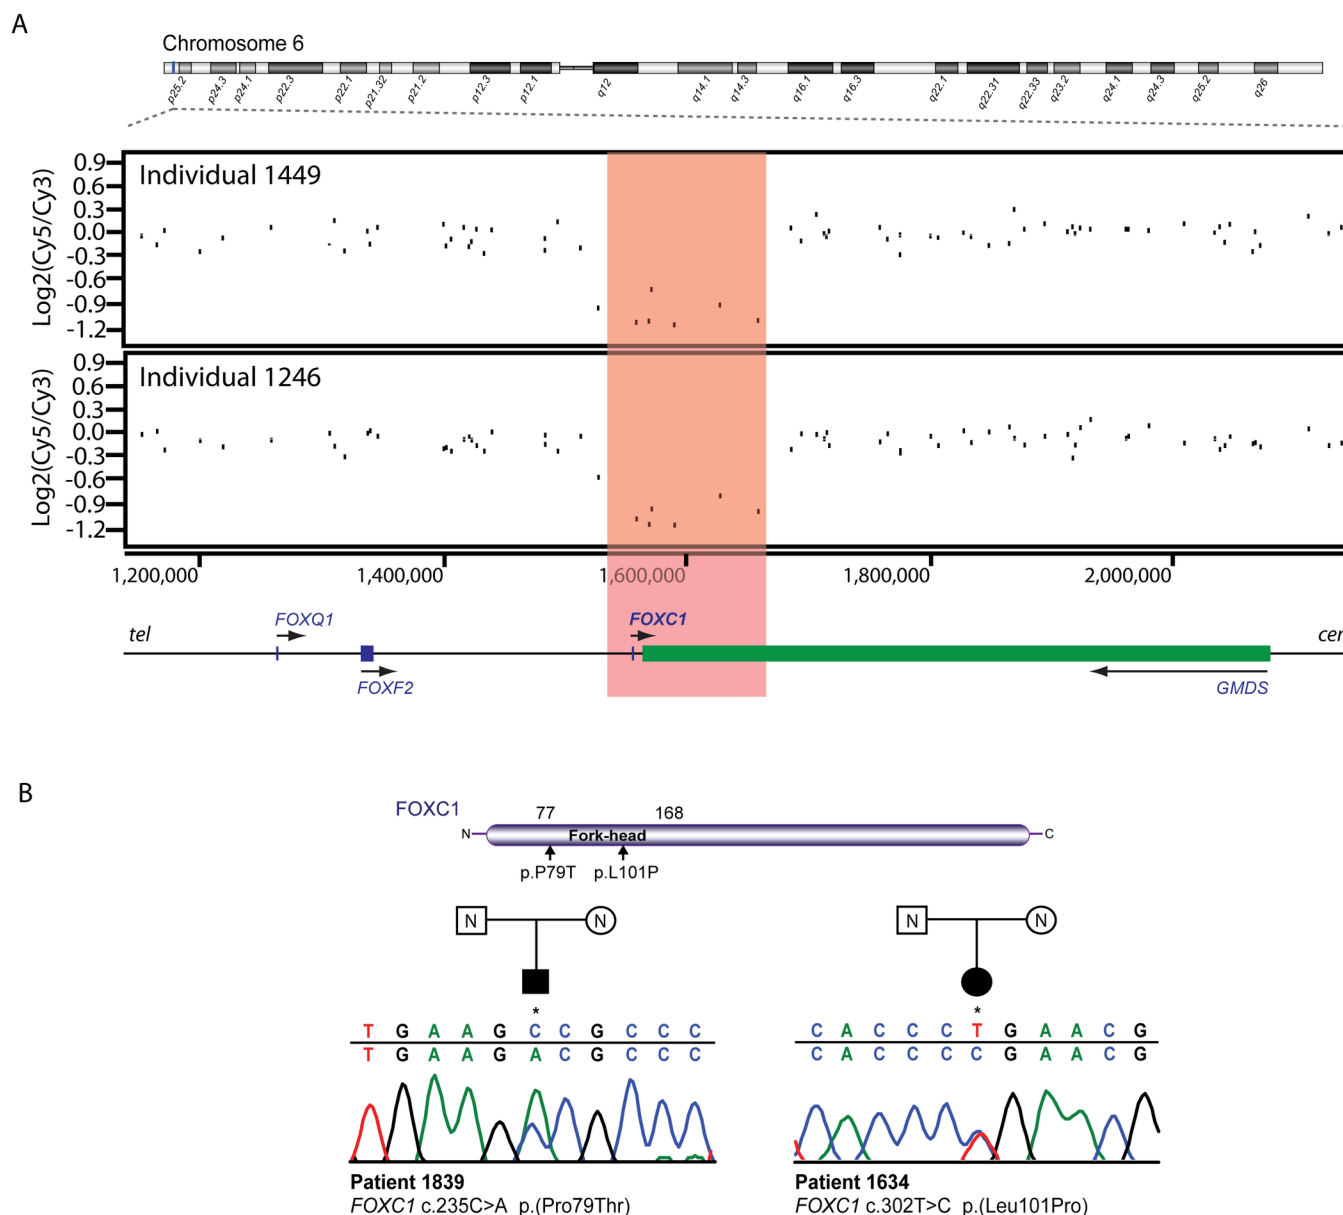 A
Chromosome 6
p25.2 p24.3 p24.1 p22.3 p22.1 p21.32 p21.2 p12.3 p12.1 q12 q14.1 q14.3 q16.1 q16.3 q22.1 q22.31 q22.33 q23.2 q24.1 q24.3 q25.2 q26
Individual 1449
Log2(Cy5/Cy3)
0.9
0.6
0.3
0.0
-0.3
-0.6
-0.9
-1.2
Individual 1246
Log2(Cy5/Cy3)
0.9
0.6
0.3
0.0
-0.3
-0.6
-0.9
-1.2
1,200,000 1,400,000 1,600,000 1,800,000 2,000,000
FOXQ1 FOXC1
tel cer
FOXF2 GMDS
B
FOXC1 77 168
N Fork-head C
p.P79T p.L101P
N N N N
* *
T G A A G C C G C C C
T G A A G A C G C C C
C A C C C T G A A C G
C A C C C C G A A C G
Patient 1839
FOXC1 c.235C>A p.(Pro79Thr)
Patient 1634
FOXC1 c.302T>C p.(Leu101Pro)